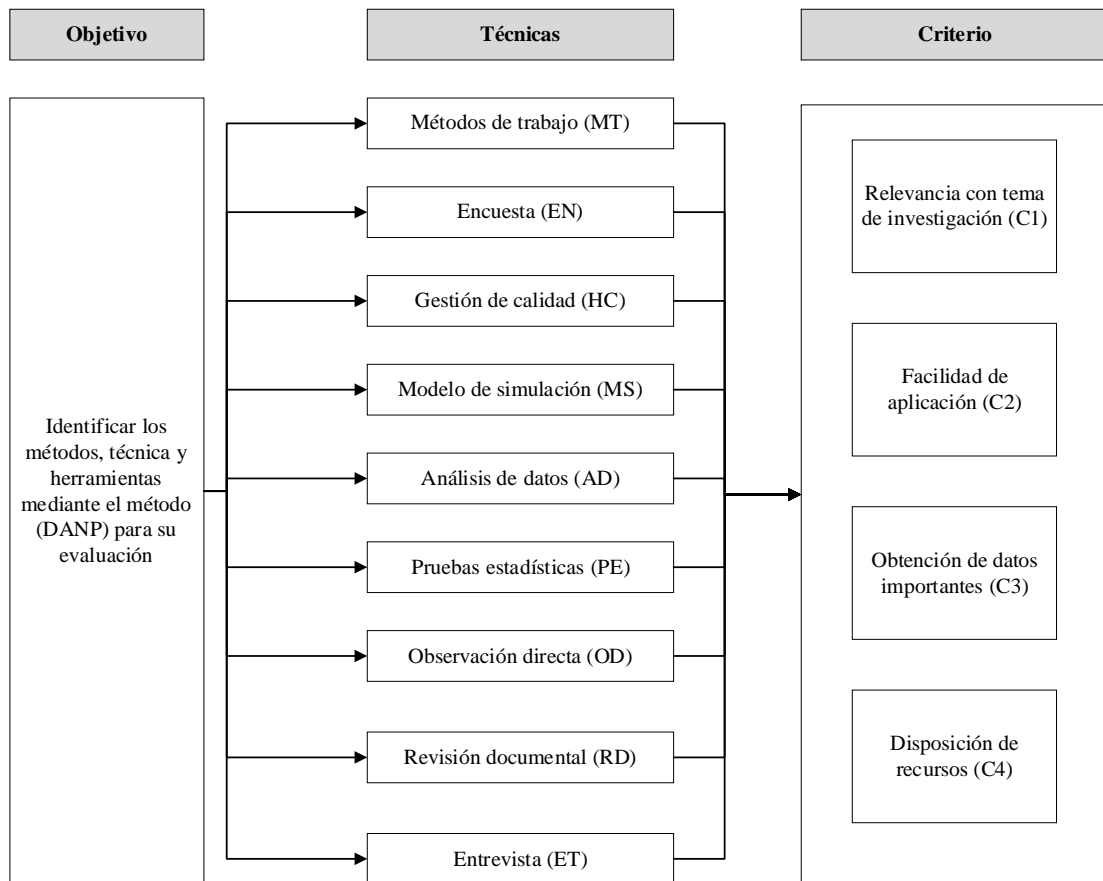 Objetivo
Técnicas
Criterio
Identificar los
métodos, técnica y
herramientas
mediante el método
(DANP) para su
evaluación
Métodos de trabajo (MT)
Encuesta (EN)
Gestión de calidad (HC)
Modelo de simulación (MS)
Análisis de datos (AD)
Pruebas estadísticas (PE)
Observación directa (OD)
Revisión documental (RD)
Entrevista (ET)
Relevancia con tema
de investigación (C1)
Facilidad de
aplicación (C2)
Obtención de datos
importantes (C3)
Disposición de
recursos (C4)